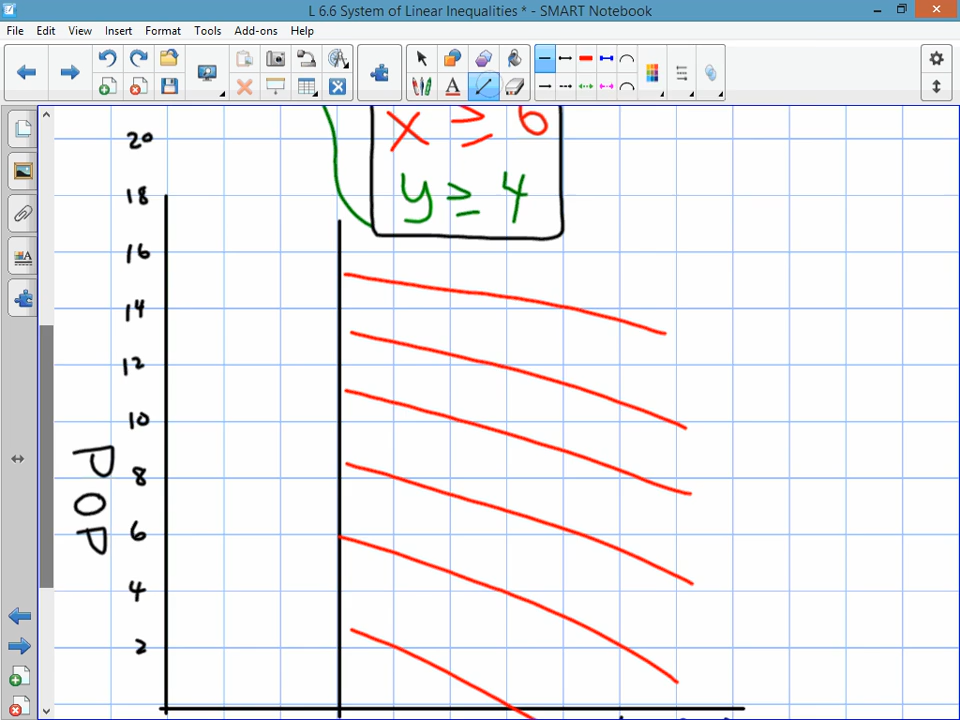 L 6.6 System of Linear Inequalities * - SMART Notebook
File Edit View Insert Format Tools Add-ons Help
x ≥ 6
y ≥ 4
20
18
16
14
12
10
8
6
4
2
POP